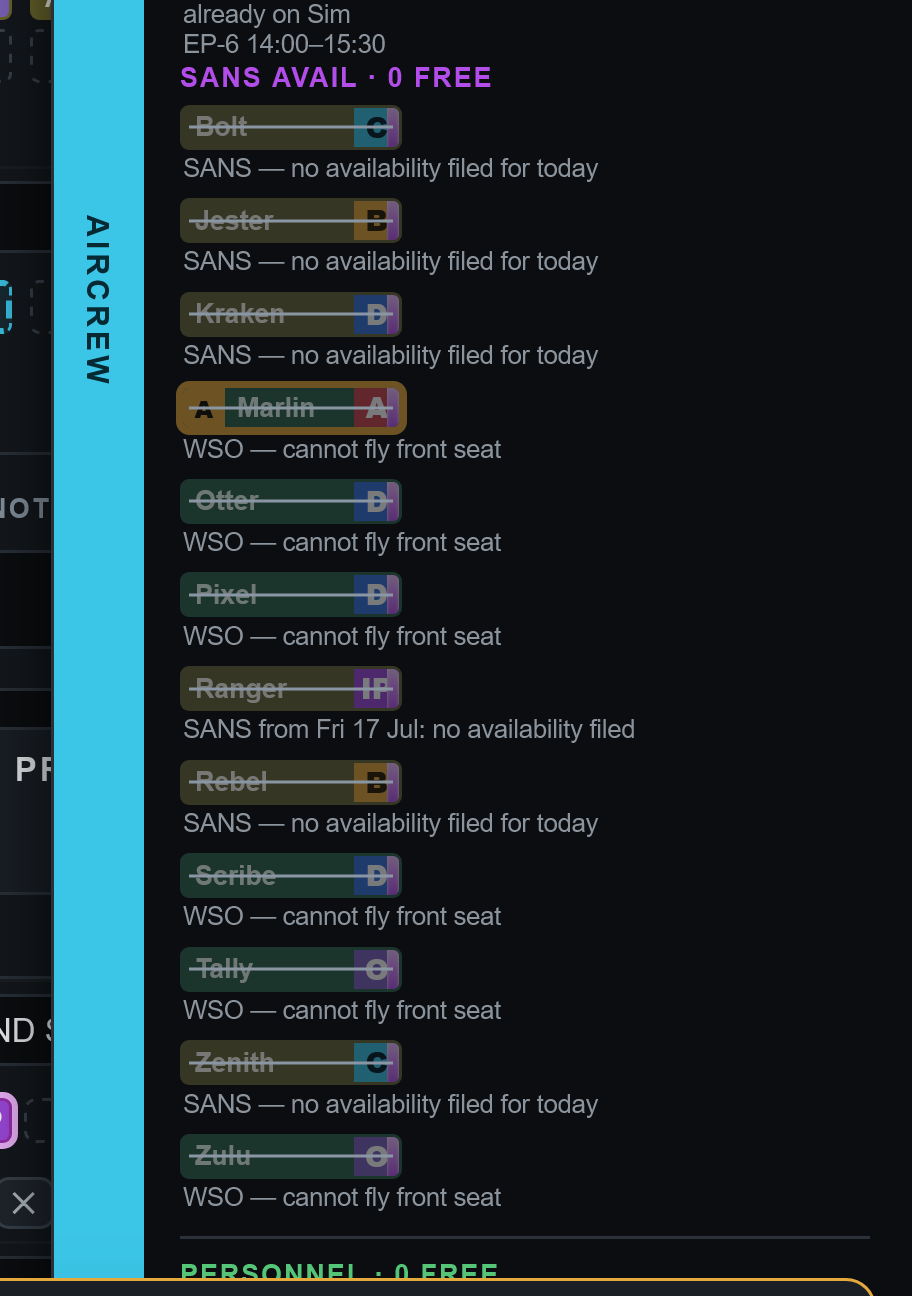 already on Sim
EP-6 14:00–15:30
SANS AVAIL · 0 FREE
Bolt C
SANS — no availability filed for today
Jester B
SANS — no availability filed for today
Kraken D
SANS — no availability filed for today
A Marlin A
WSO — cannot fly front seat
Otter D
WSO — cannot fly front seat
Pixel D
WSO — cannot fly front seat
Ranger IP
SANS from Fri 17 Jul: no availability filed
Rebel B
SANS — no availability filed for today
Scribe D
WSO — cannot fly front seat
Tally O
WSO — cannot fly front seat
Zenith C
SANS — no availability filed for today
Zulu O
WSO — cannot fly front seat
PERSONNEL · 0 FREE
AIRCREW